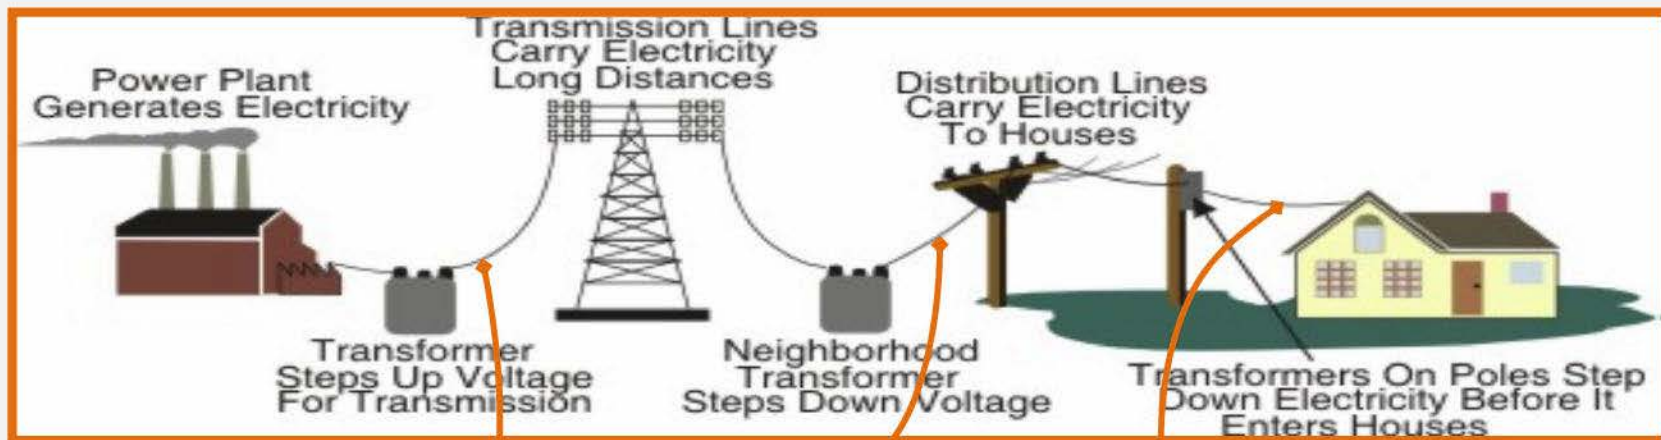 Power Plant
Generates Electricity
Transmission Lines
Carry Electricity
Long Distances
Distribution Lines
Carry Electricity
To Houses
Transformer
Steps Up Voltage
For Transmission
Neighborhood
Transformer
Steps Down Voltage
Transformers On Poles Step
Down Electricity Before It
Enters Houses